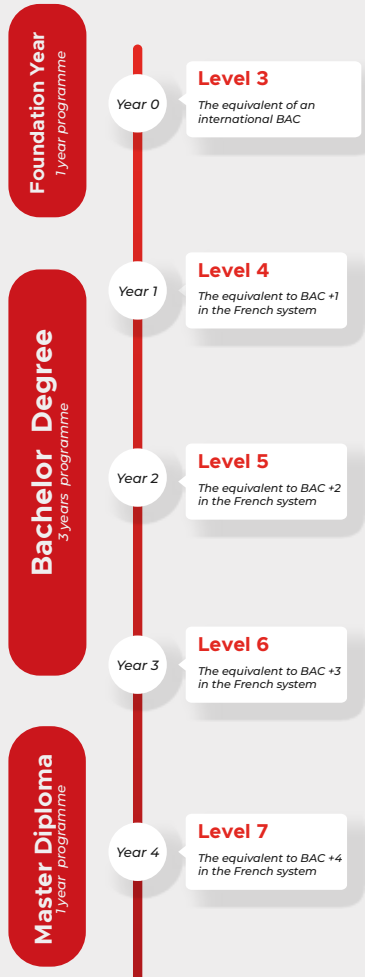 Foundation Year
1 year programme
Year 0
Level 3
The equivalent of an
international BAC
Bachelor Degree
3 years programme
Year 1
Level 4
The equivalent to BAC +1
in the French system
Year 2
Level 5
The equivalent to BAC +2
in the French system
Year 3
Level 6
The equivalent to BAC +3
in the French system
Master Diploma
1 year programme
Year 4
Level 7
The equivalent to BAC +4
in the French system